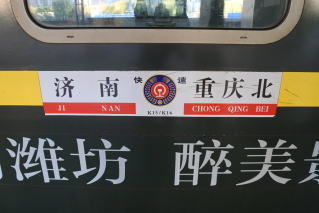 济南 快速 重庆北
JI NAN CHONG QING BEI
K15/K16
潍坊 醉美